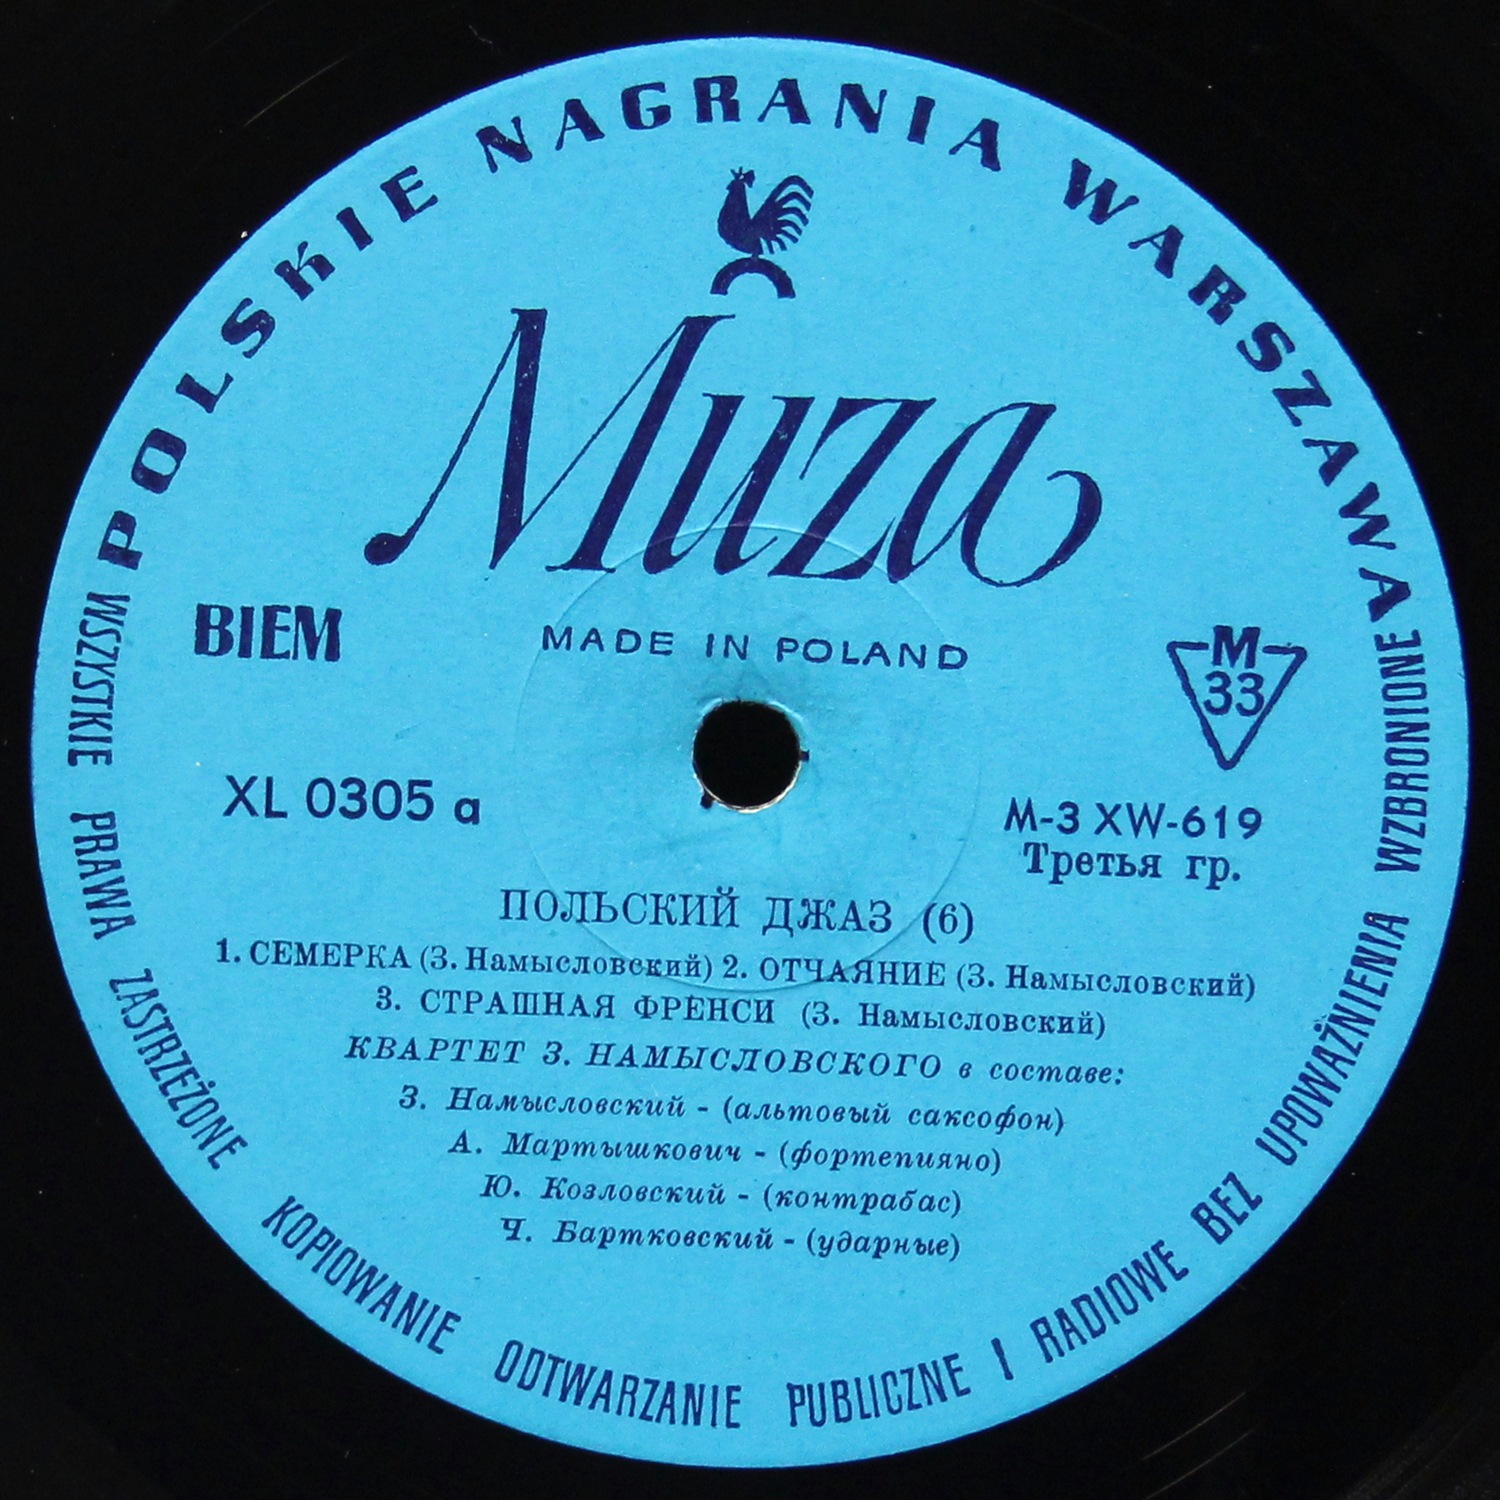 POLSKIE NAGRANIA WARSZAWA
Muza
BIEM
MADE IN POLAND
M
33
XL 0305 a
M-3 XW-619
Третья гр.
ПОЛЬСКИЙ ДЖАЗ (6)
1. СЕМЕРКА (З. Намысловский) 2. ОТЧАЯНИЕ (З. Намысловский)
3. СТРАШНАЯ ФРЕНСИ (З. Намысловский)
КВАРТЕТ З. НАМЫСЛОВСКОГО в составе:
З. Намысловский - (альтовый саксофон)
А. Мартышкович - (фортепияно)
Ю. Козловский - (контрабас)
Ч. Бартковский - (ударные)
WSZYSTKIE PRAWA ZASTRZEŻONE KOPIOWANIE ODTWARZANIE PUBLICZNE I RADIOWE BEZ UPOWAŻNIENIA WZBRONIONE